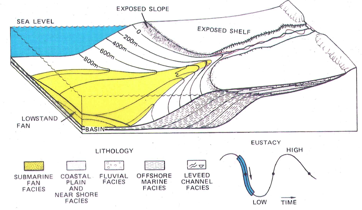 EXPOSED SLOPE
SEA LEVEL
EXPOSED SHELF
0
-200m
-400m
-600m
-800m
LOWSTAND
FAN
BASIN
LITHOLOGY
SUBMARINE
FAN
FACIES
COASTAL
PLAIN
AND
NEAR SHORE
FACIES
FLUVIAL
FACIES
OFFSHORE
MARINE
FACIES
LEVEED
CHANNEL
FACIES
EUSTACY
HIGH
LOW
TIME